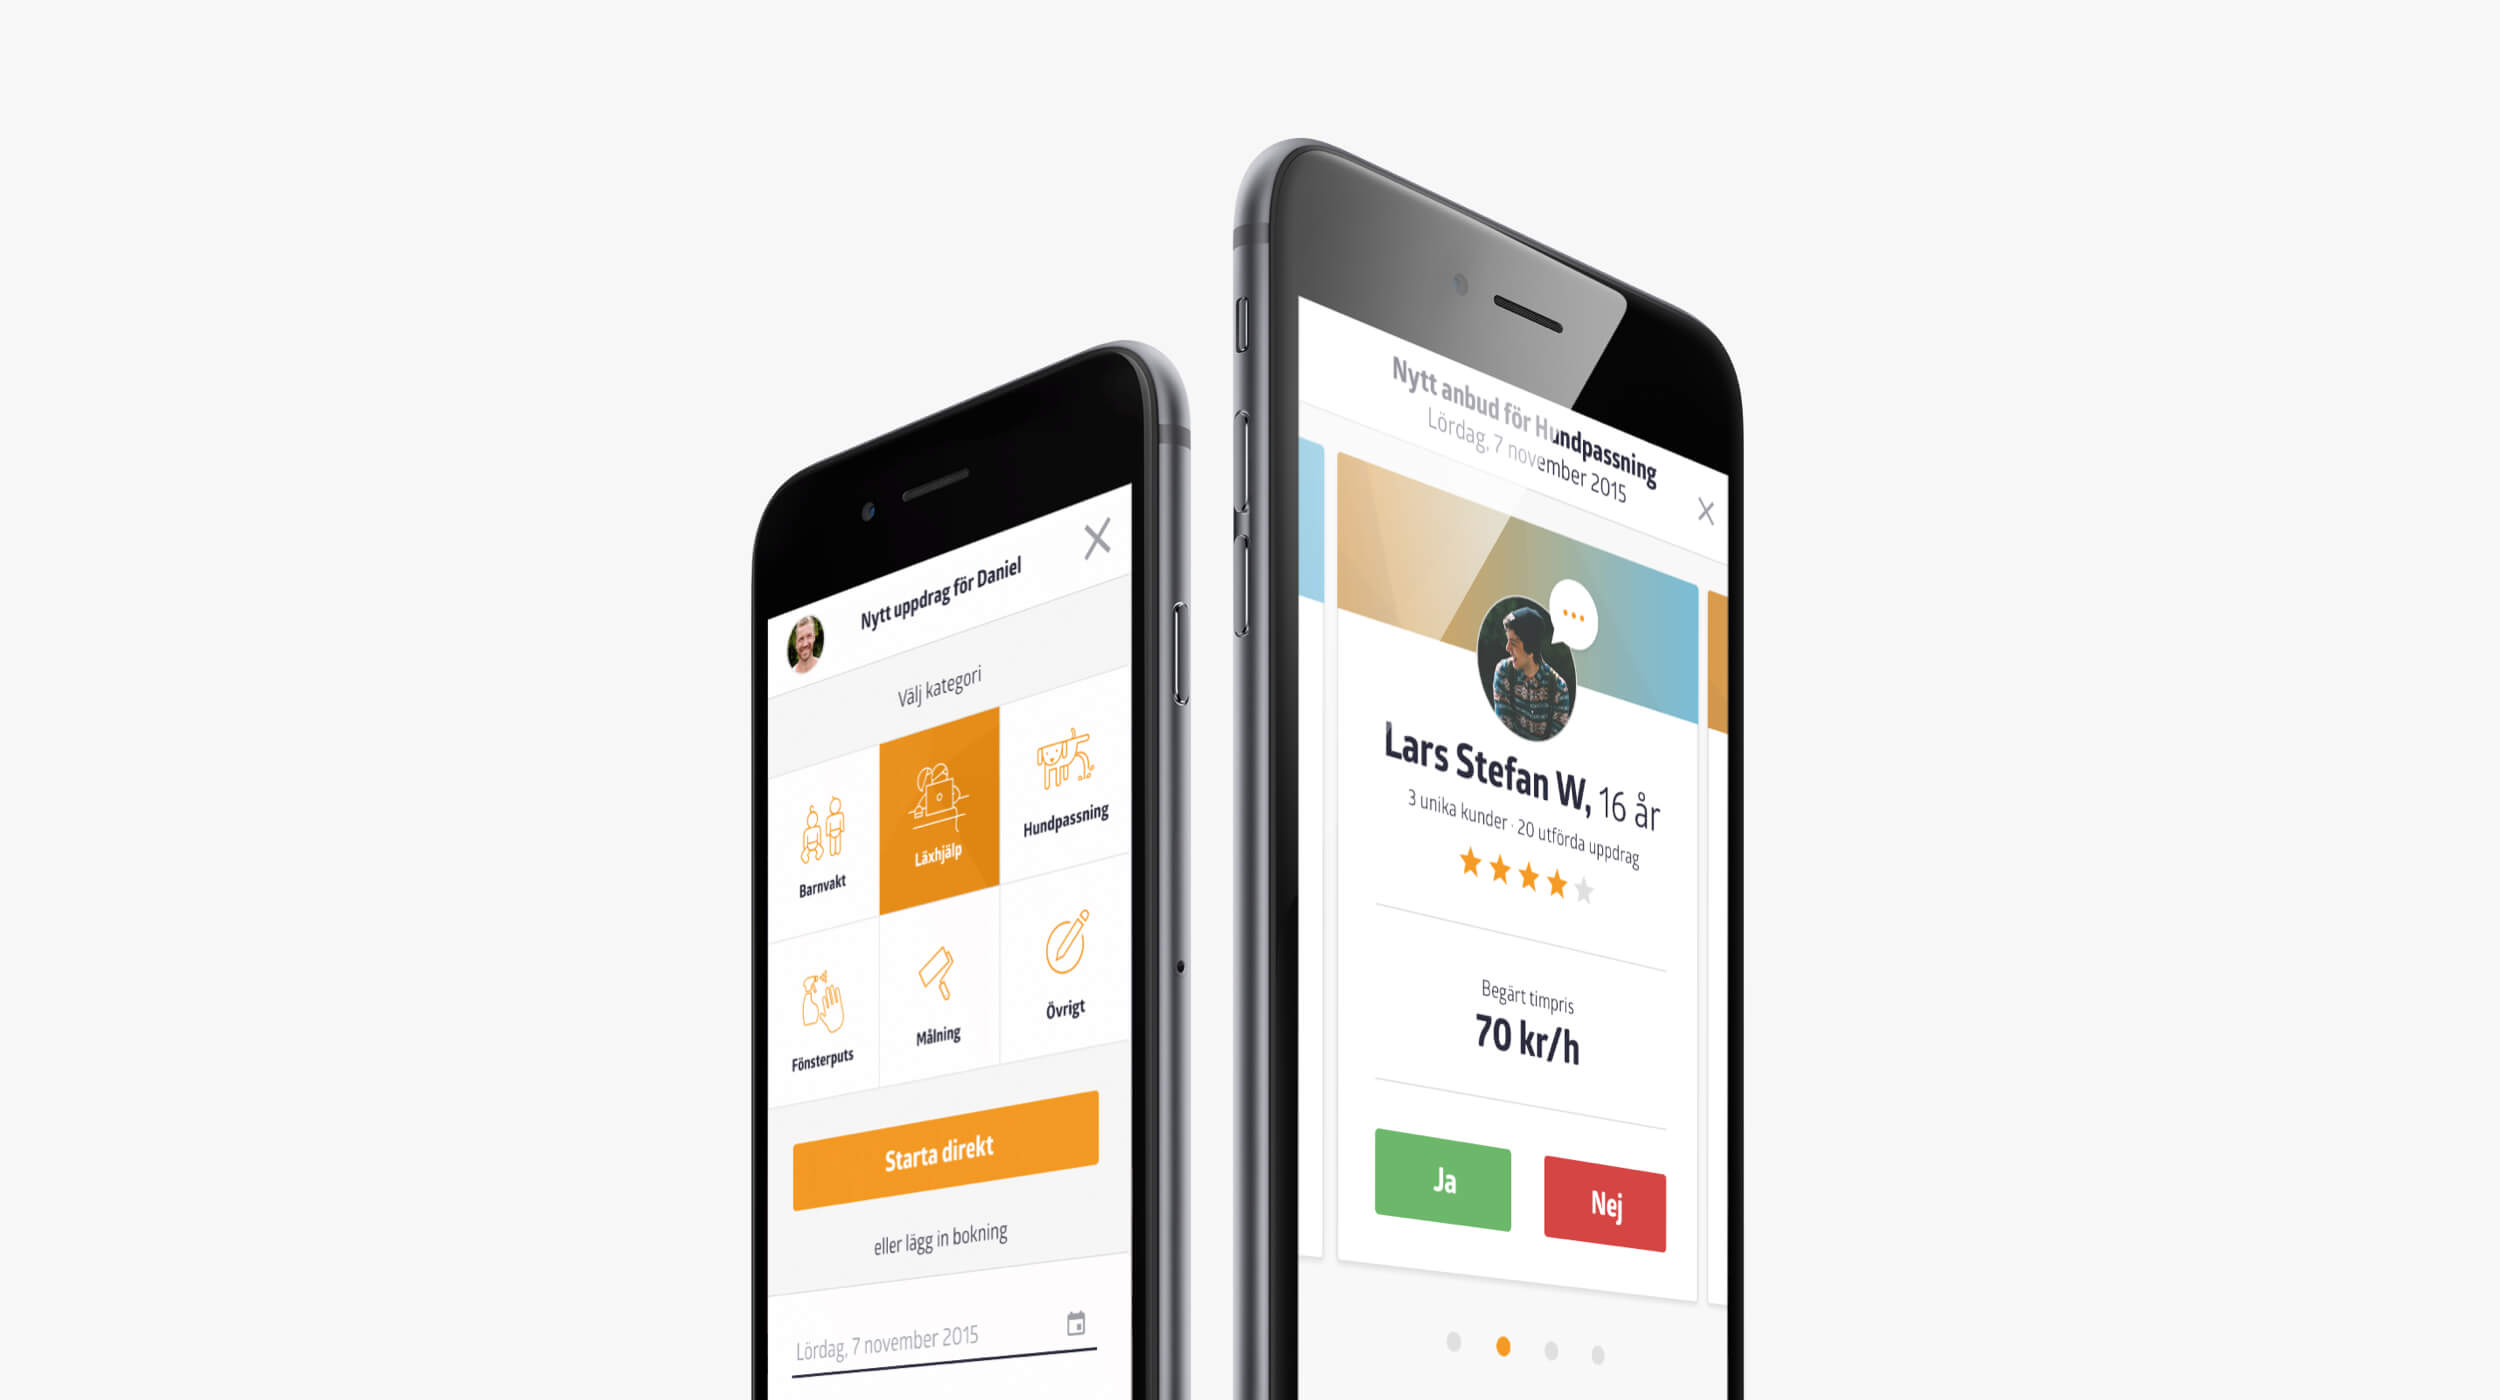 Nytt uppdrag för Daniel
Välj kategori
Barnvakt
Läxhjälp
Hundpassning
Fönsterputs
Målning
Övrigt
Starta direkt
eller lägg in bokning
Lördag, 7 november 2015
Nytt anbud för Hundpassning
Lördag, 7 november 2015
Lars Stefan W, 16 år
3 unika kunder · 20 utförda uppdrag
Begärt timpris
70 kr/h
Ja
Nej